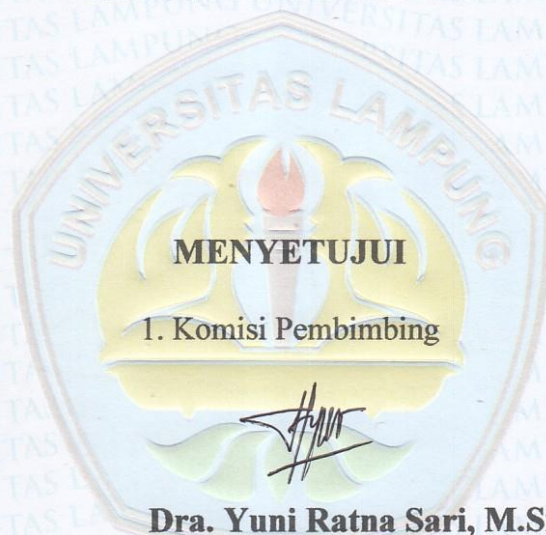 UNIVERSITAS LAMPUNG
MENYETUJUI
1. Komisi Pembimbing
Dra. Yuni Ratna Sari, M.S